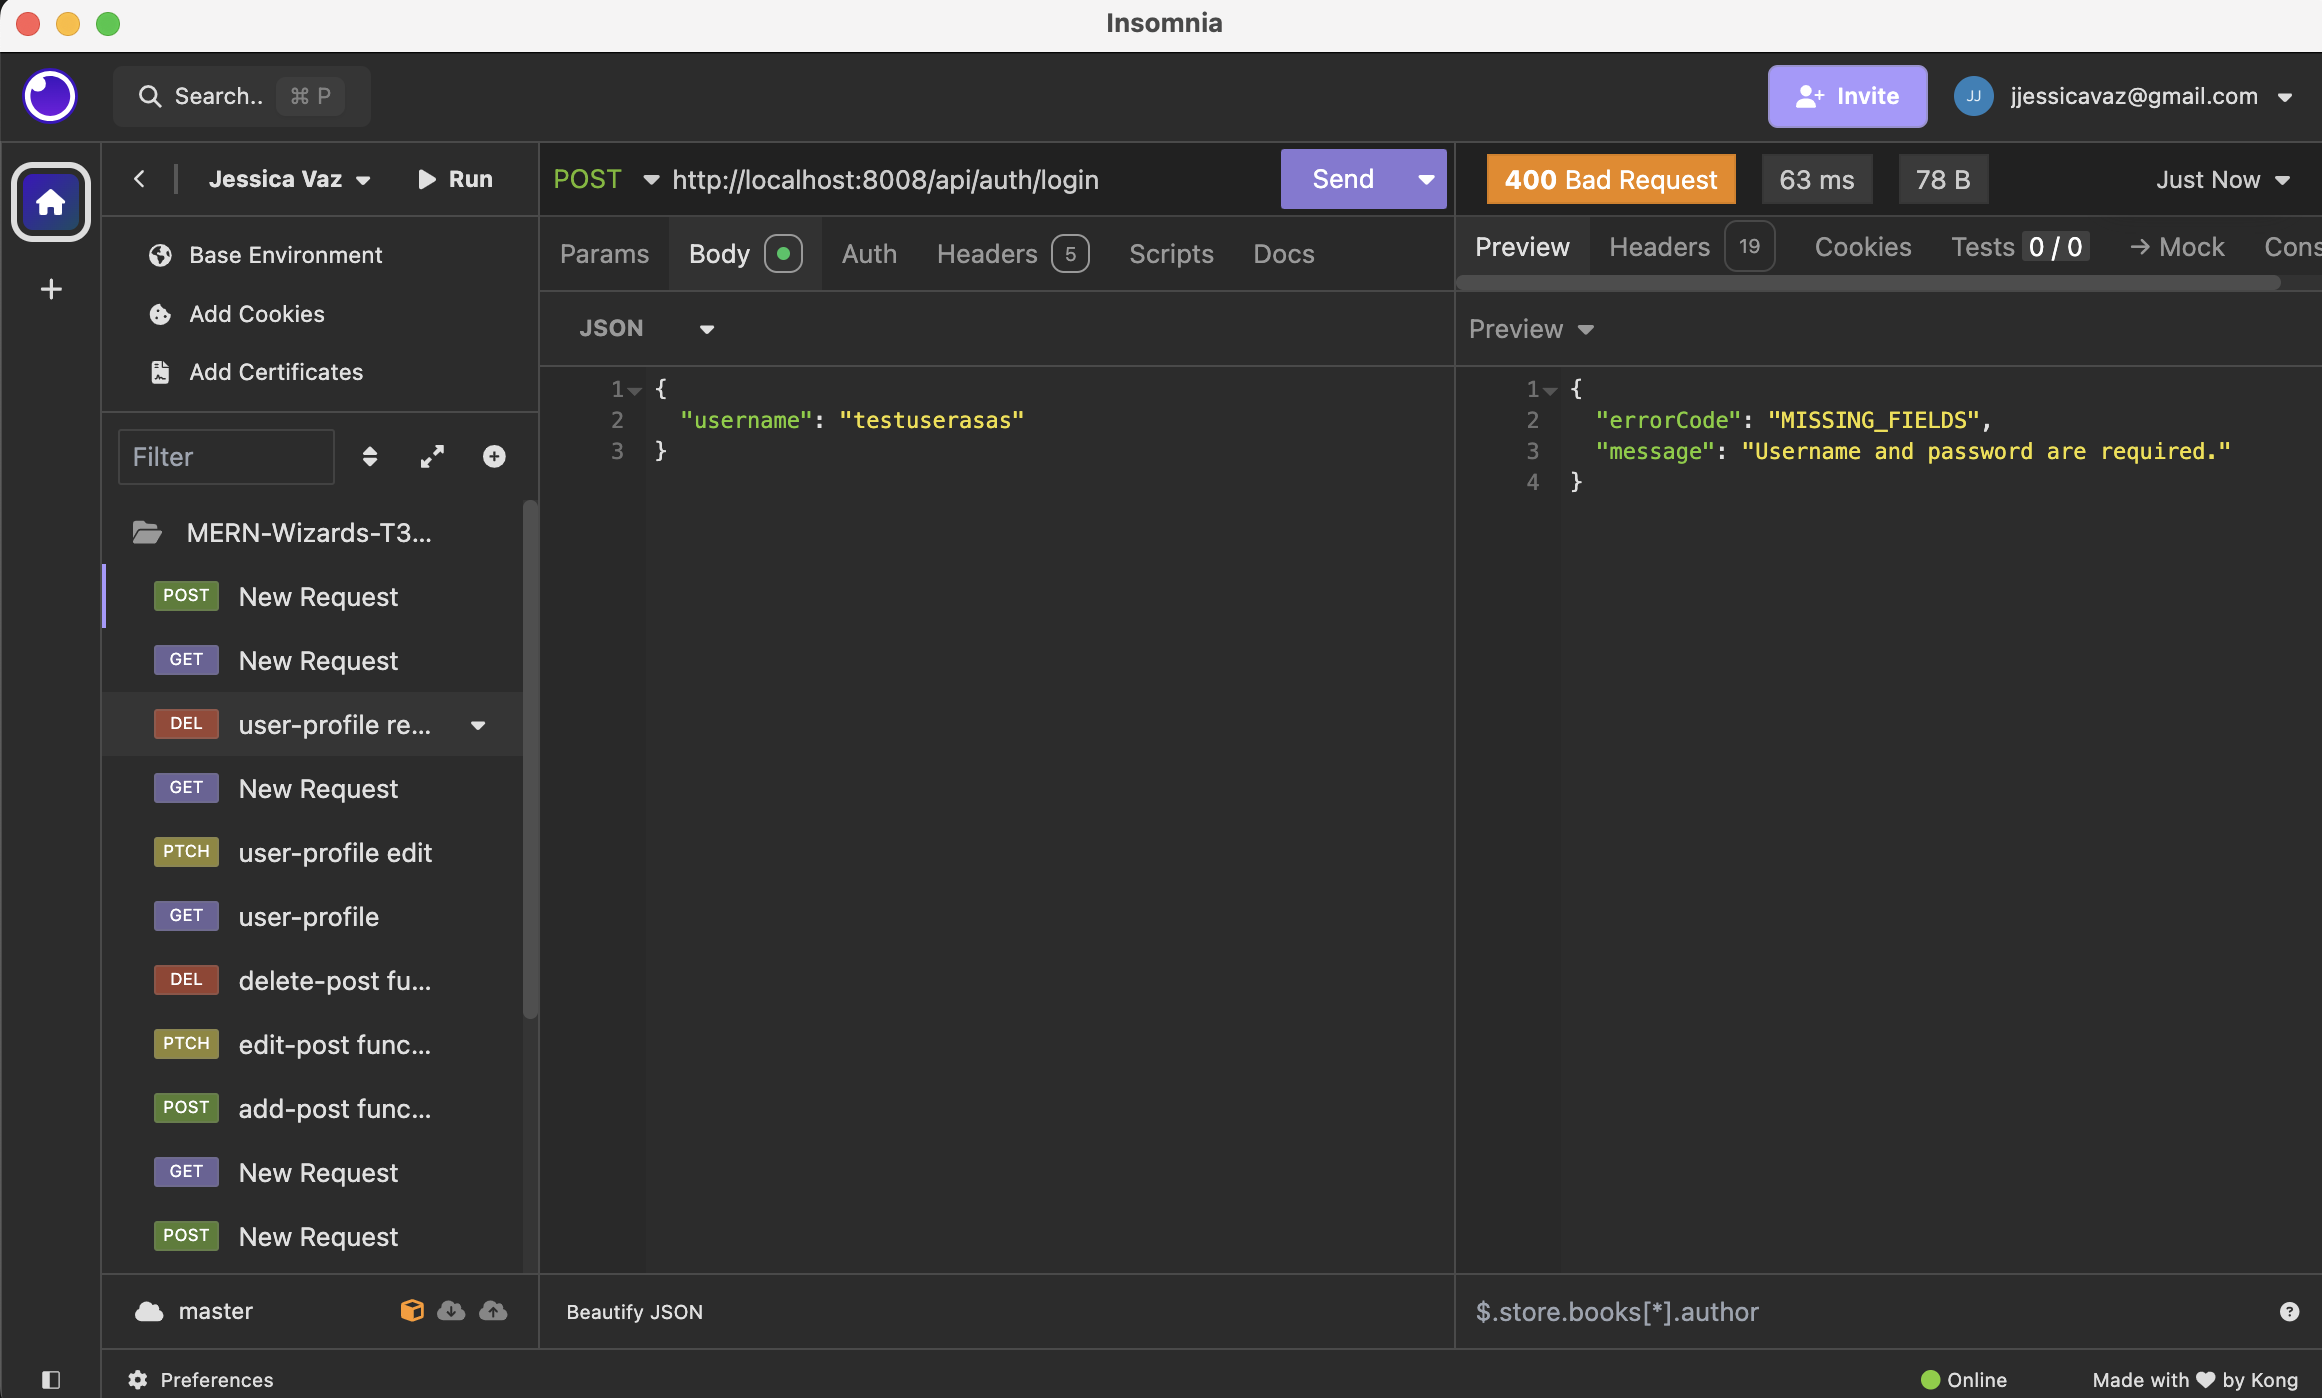 Insomnia
Search.. ⌘ P
Invite
JJ jjessicavaz@gmail.com
Jessica Vaz
Run
POST http://localhost:8008/api/auth/login
Send
400 Bad Request 63 ms 78 B
Just Now
Base Environment
Add Cookies
Add Certificates
Filter
MERN-Wizards-T3...
POST New Request
GET New Request
DEL user-profile re...
GET New Request
PTCH user-profile edit
GET user-profile
DEL delete-post fu...
PTCH edit-post func...
POST add-post func...
GET New Request
POST New Request
master
Params Body Auth Headers 5 Scripts Docs
JSON
1 {
2 "username": "testuserasas"
3 }
Beautify JSON
Preview Headers 19 Cookies Tests 0 / 0 → Mock Cons
Preview
1 {
2 "errorCode": "MISSING_FIELDS",
3 "message": "Username and password are required."
4 }
$.store.books[*].author
Preferences
Online
Made with ♥ by Kong